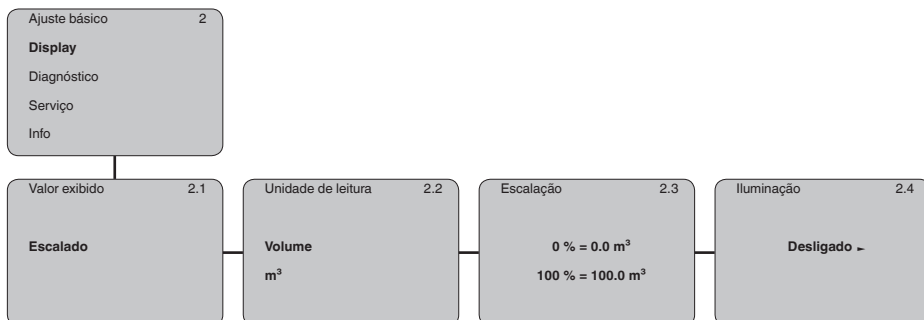 Ajuste básico 2
Display
Diagnóstico
Serviço
Info
Valor exibido 2.1
Escalado
Unidade de leitura 2.2
Volume
m³
Escalação 2.3
0 % = 0.0 m³
100 % = 100.0 m³
Iluminação 2.4
Desligado ►